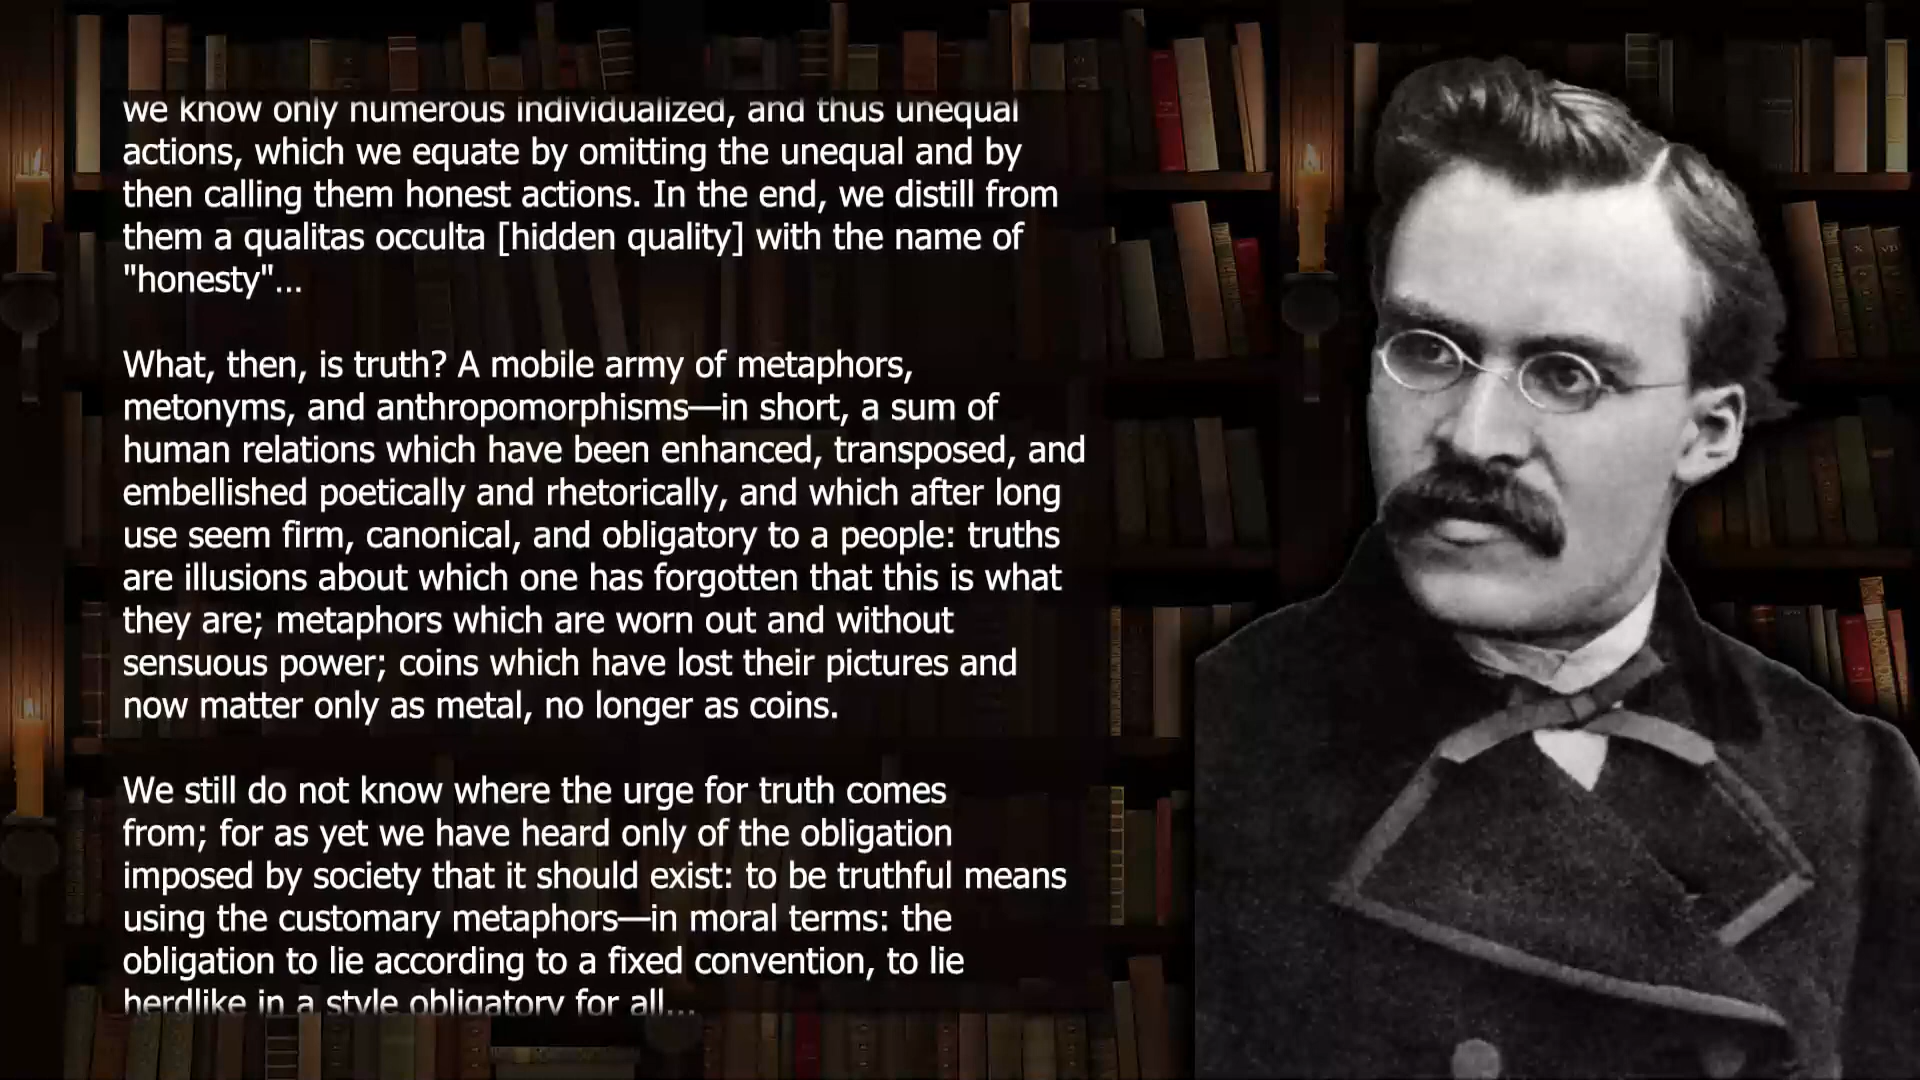 we know only numerous individualized, and thus unequal
actions, which we equate by omitting the unequal and by
then calling them honest actions. In the end, we distill from
them a qualitas occulta [hidden quality] with the name of
"honesty"...
What, then, is truth? A mobile army of metaphors,
metonyms, and anthropomorphisms—in short, a sum of
human relations which have been enhanced, transposed, and
embellished poetically and rhetorically, and which after long
use seem firm, canonical, and obligatory to a people: truths
are illusions about which one has forgotten that this is what
they are; metaphors which are worn out and without
sensuous power; coins which have lost their pictures and
now matter only as metal, no longer as coins.
We still do not know where the urge for truth comes
from; for as yet we have heard only of the obligation
imposed by society that it should exist: to be truthful means
using the customary metaphors—in moral terms: the
obligation to lie according to a fixed convention, to lie
herdlike in a style obligatory for all...